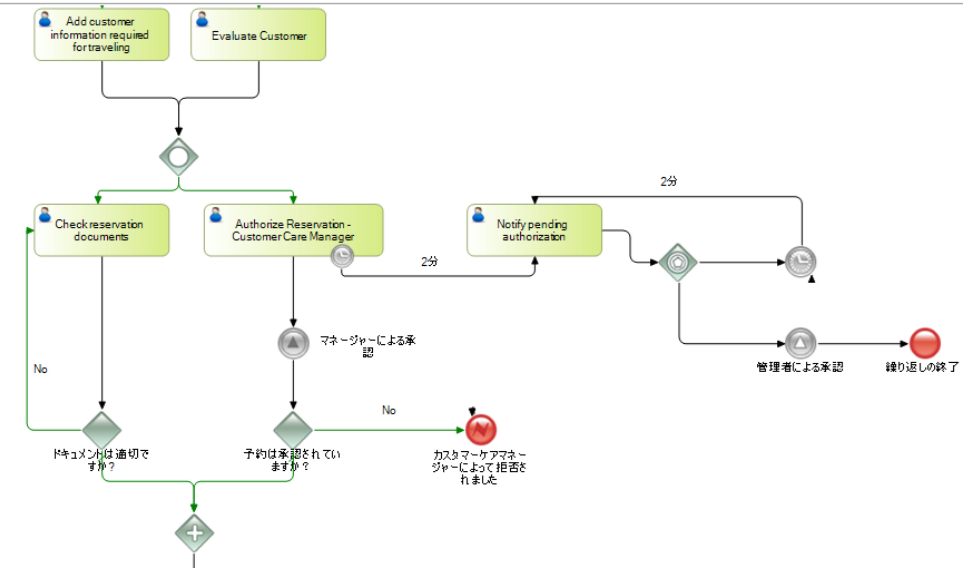 Add customer
information required
for traveling
Evaluate Customer
2分
Check reservation
documents
Authorize Reservation -
Customer Care Manager
Notify pending
authorization
2分
マネージャーによる承
認
管理者による承認
繰り返しの終了
No
No
ドキュメントは適切で
すか？
予約は承認されてい
ますか？
カスタマーケアマネー
ジャーによって拒否さ
れました